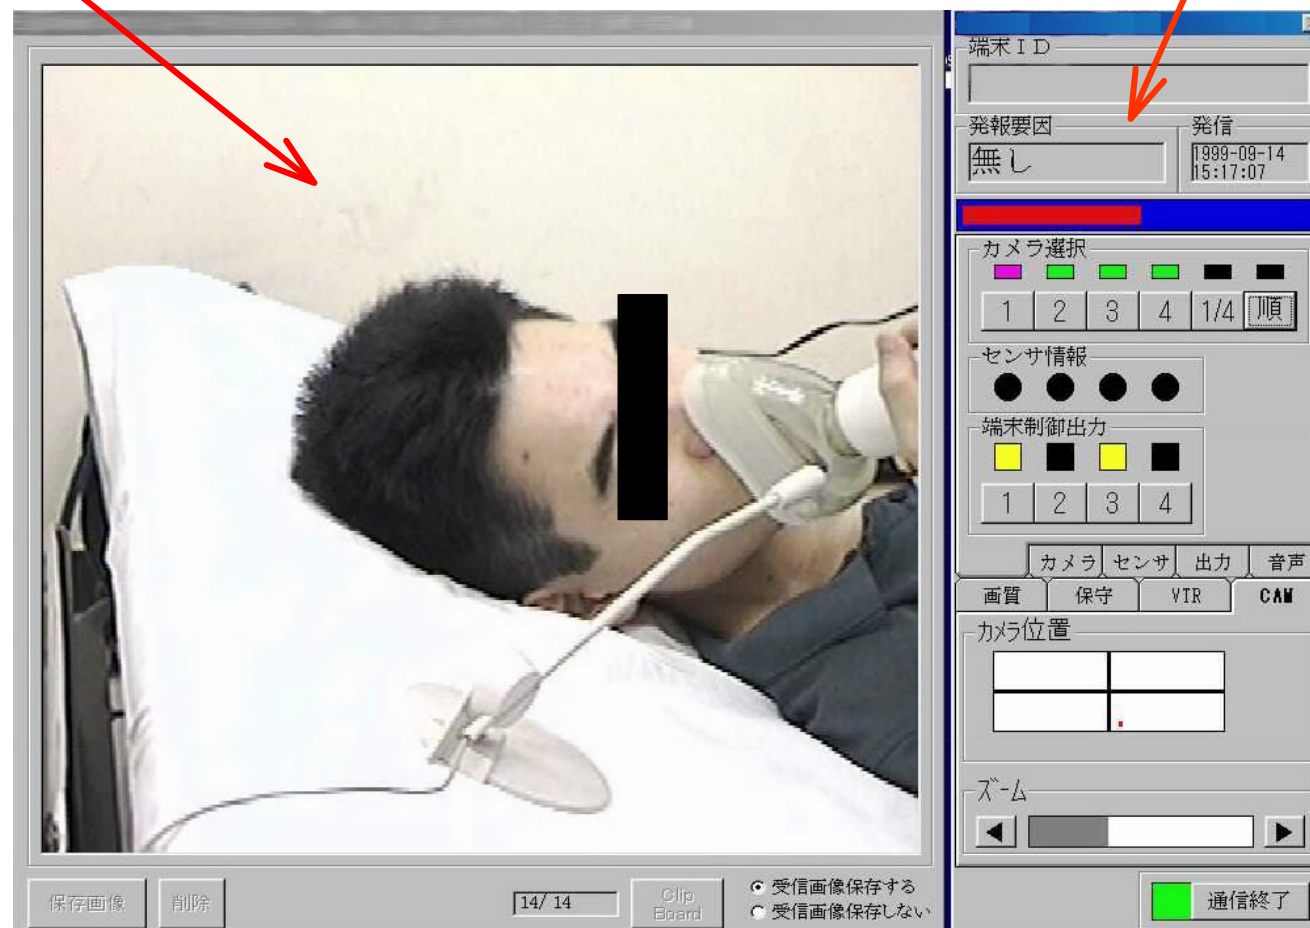 端末ID
発報要因
発信
無し
1999-09-14
15:17:07
カメラ選択
1 2 3 4 1/4 順
センサ情報
端末制御出力
1 2 3 4
カメラ センサ 出力 音声
画質 保守 VTR CAM
カメラ位置
ズーム
保存画像 削除 14/ 14 Clip Board
受信画像保存する
受信画像保存しない
通信終了